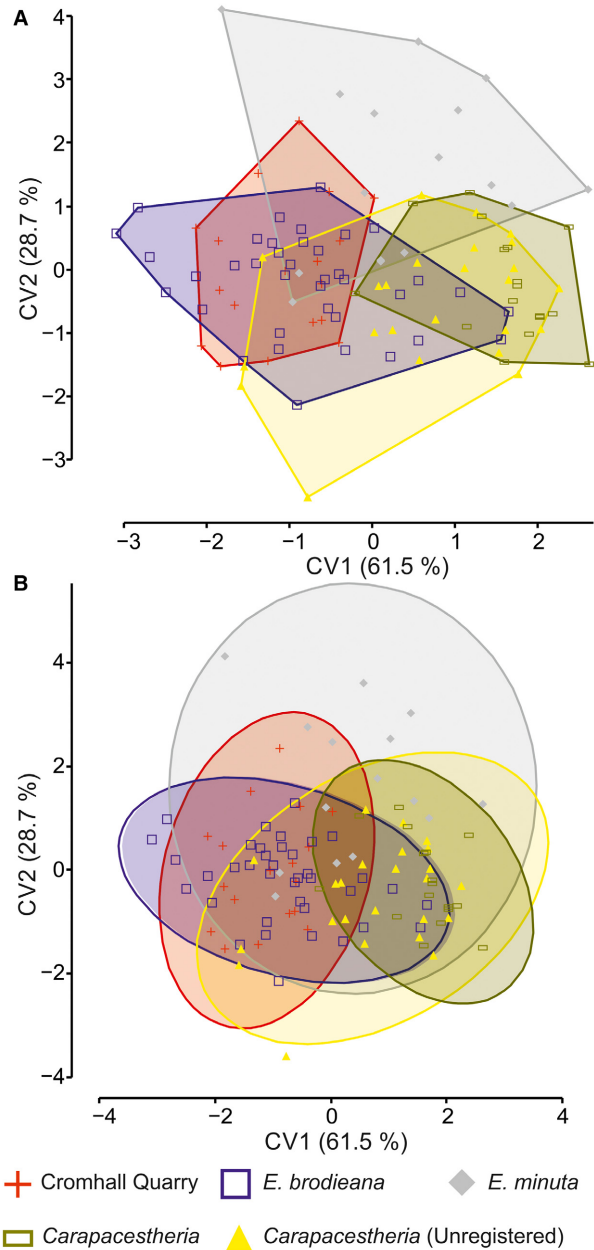 A
4
3
2
1
0
−1
−2
−3
CV2 (28.7 %)
−3 −2 −1 0 1 2
CV1 (61.5 %)
B
4
2
0
−2
−4
CV2 (28.7 %)
−4 −2 0 2 4
CV1 (61.5 %)
Cromhall Quarry E. brodieana E. minuta
Carapacestheria Carapacestheria (Unregistered)